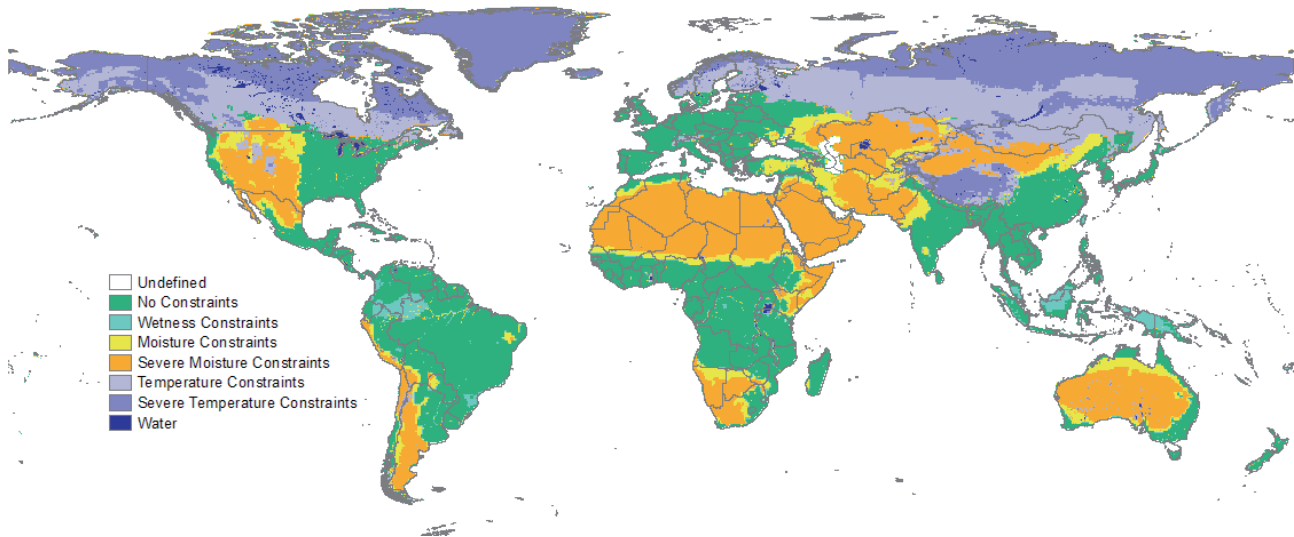 Undefined
No Constraints
Wetness Constraints
Moisture Constraints
Severe Moisture Constraints
Temperature Constraints
Severe Temperature Constraints
Water